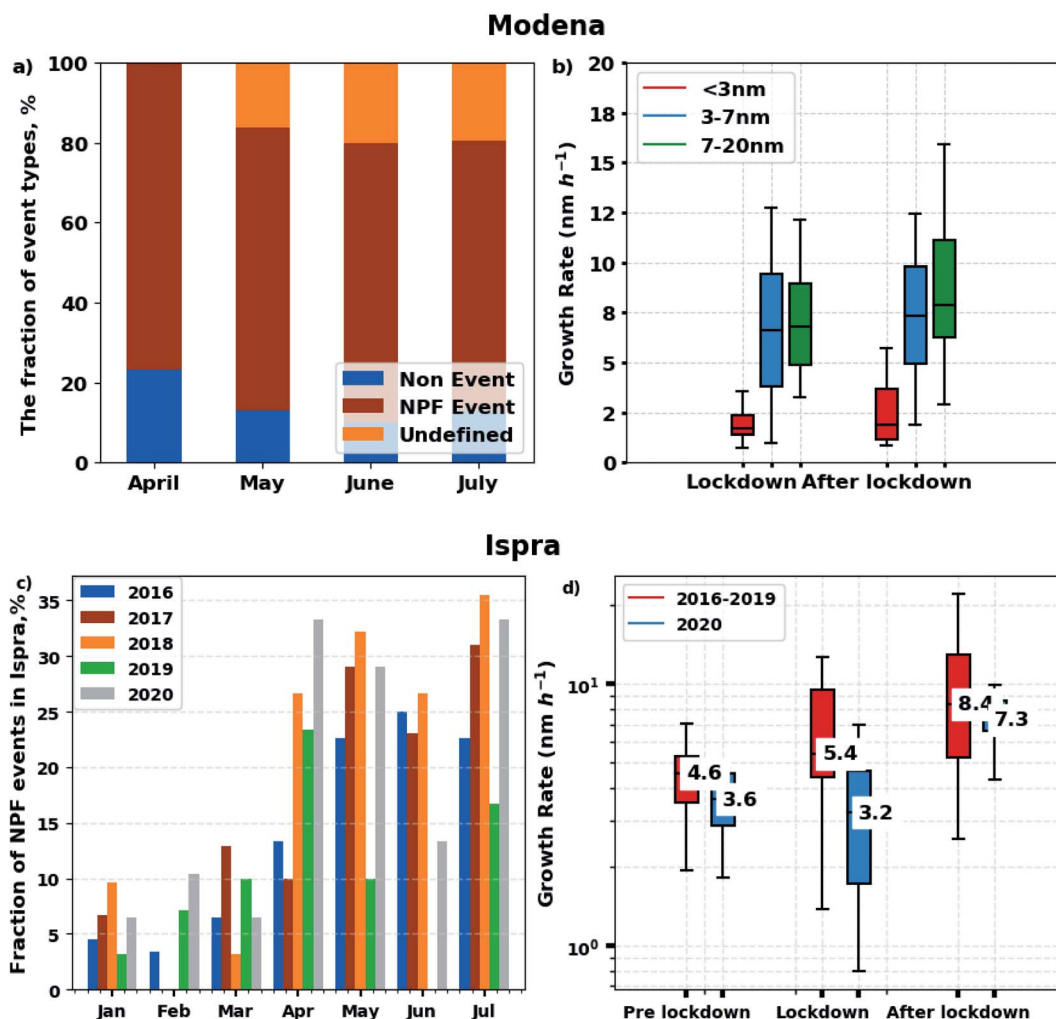 Modena
a)
The fraction of event types, %
100
80
60
40
20
0
Non Event
NPF Event
Undefined
April May June July
b)
Growth Rate (nm h⁻¹)
20
18
15
12
10
8
5
2
0
<3nm
3-7nm
7-20nm
Lockdown After lockdown
Ispra
c)
Fraction of NPF events in Ispra,%
35
30
25
20
15
10
5
0
2016
2017
2018
2019
2020
Jan Feb Mar Apr May Jun Jul
d)
Growth Rate (nm h⁻¹)
10¹
10⁰
2016-2019
2020
4.6
3.6
5.4
3.2
8.4
7.3
Pre lockdown Lockdown After lockdown